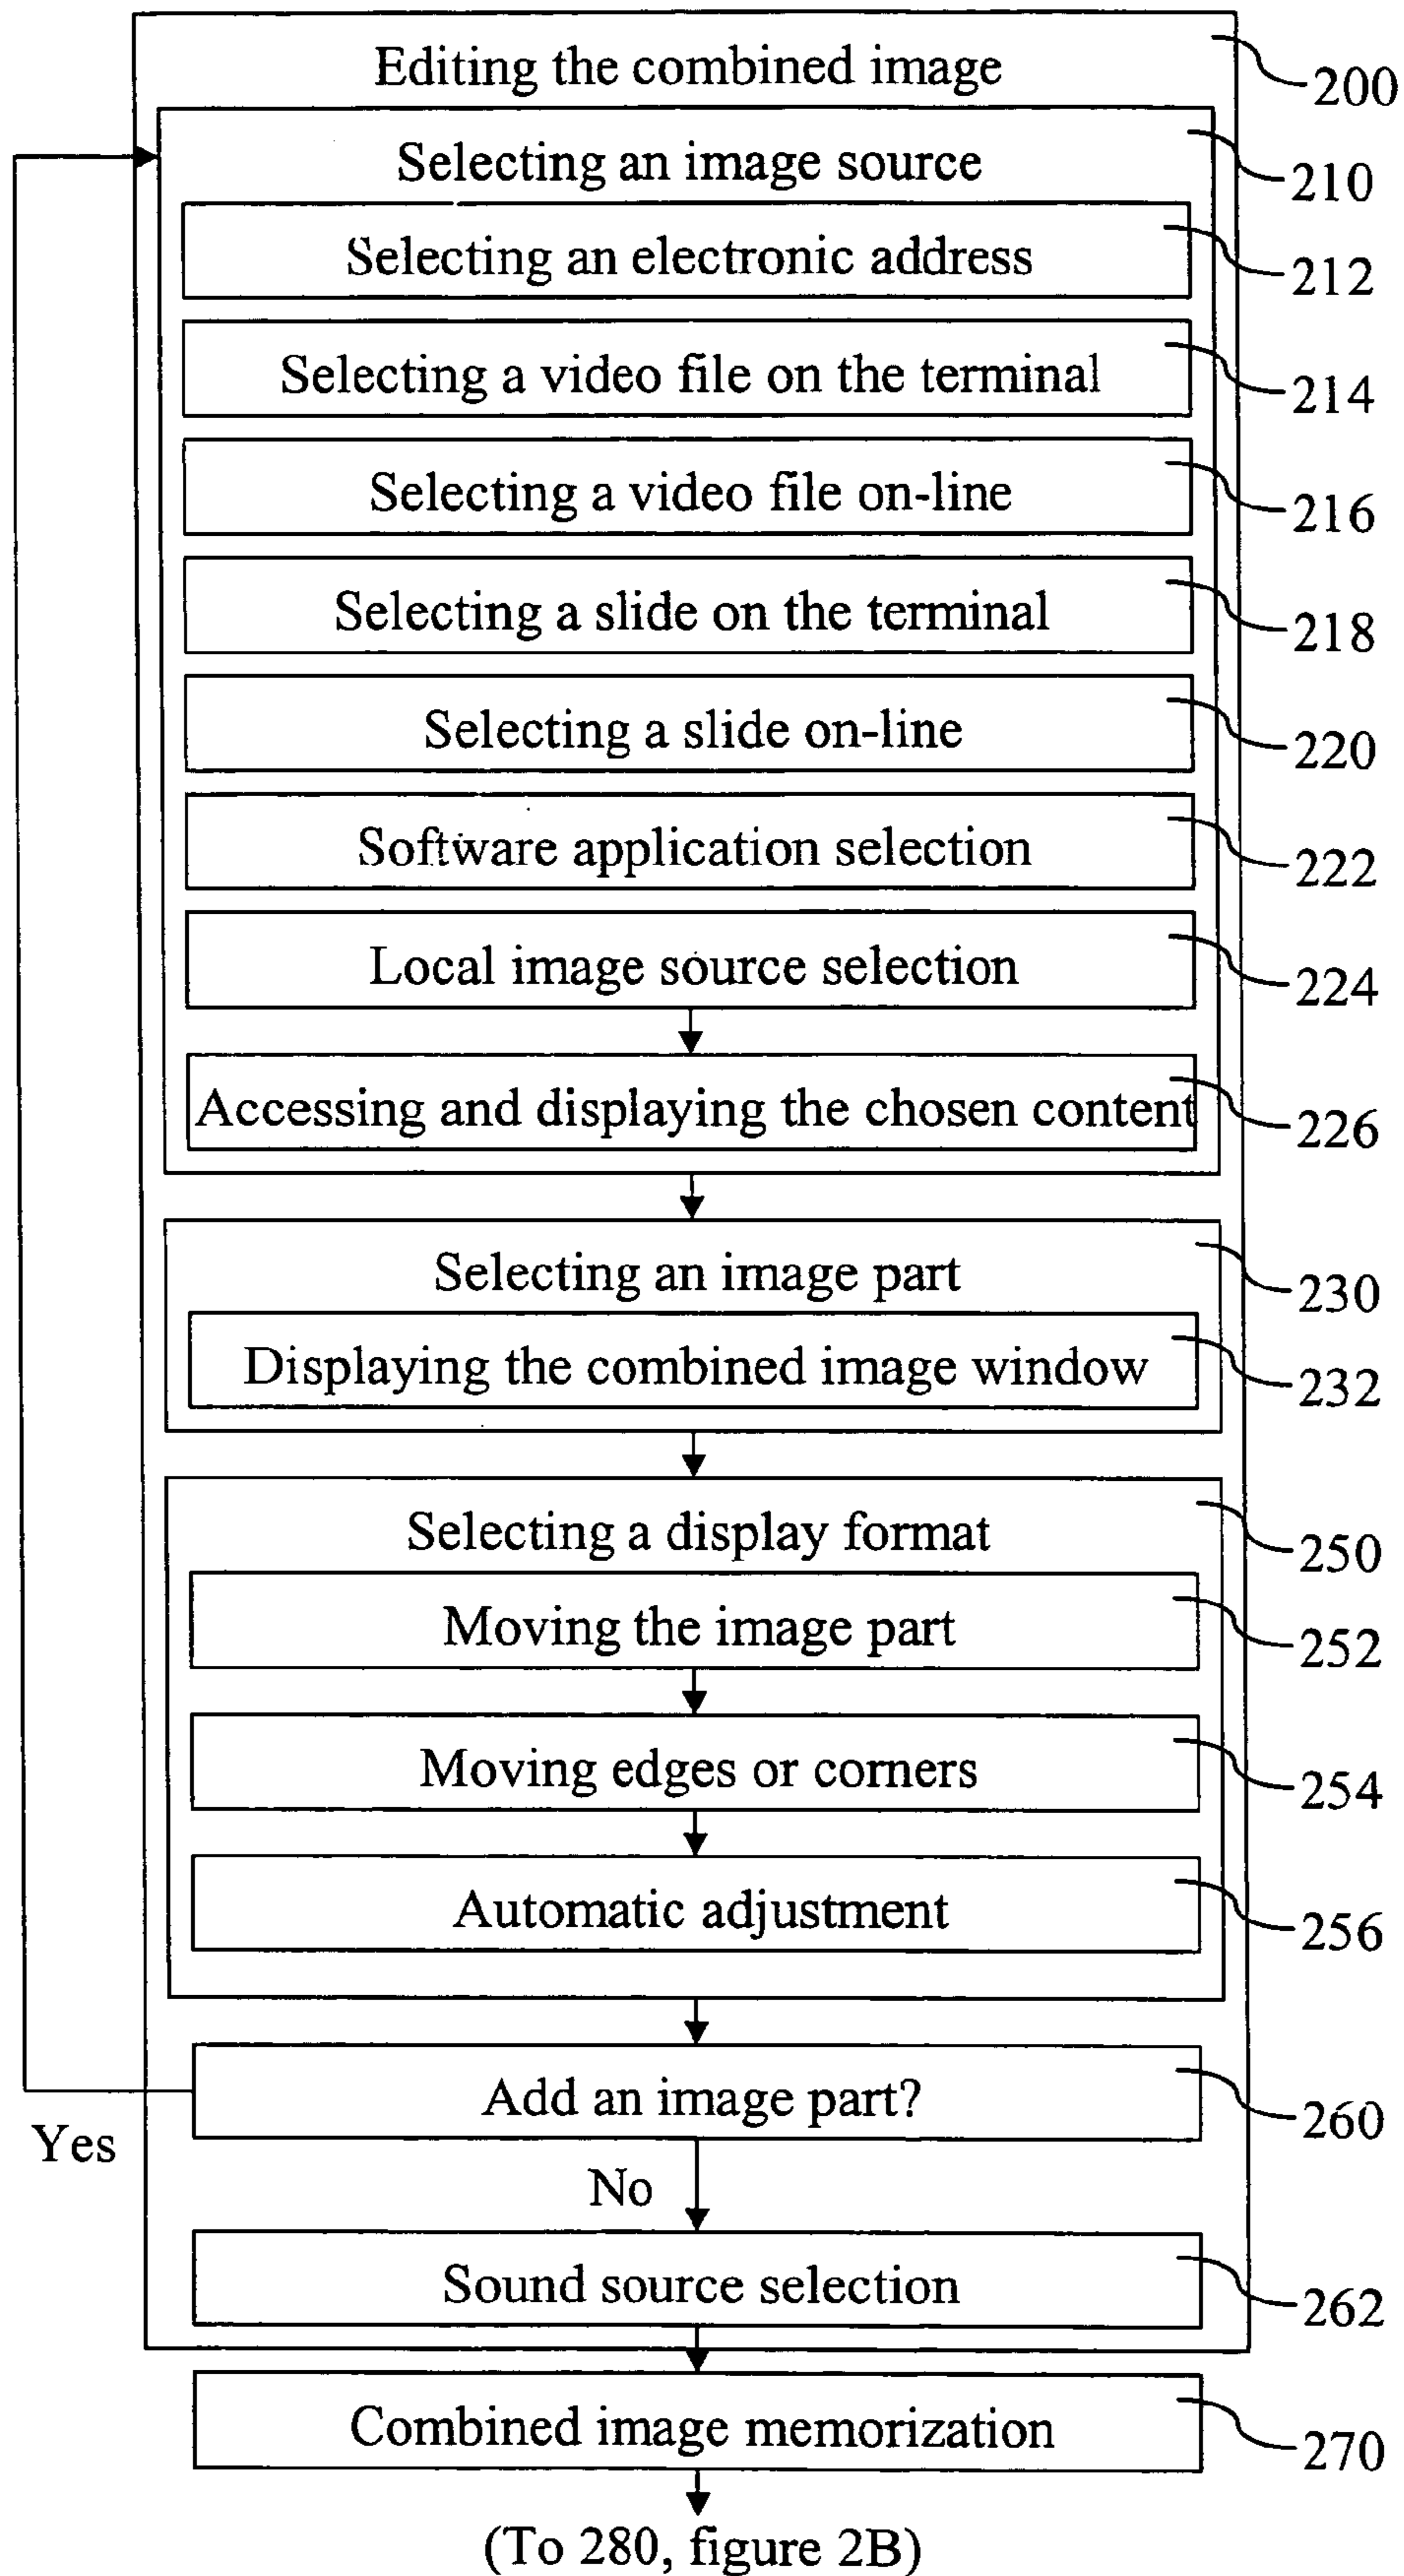 Editing the combined image
200
Selecting an image source
210
Selecting an electronic address
212
Selecting a video file on the terminal
214
Selecting a video file on-line
216
Selecting a slide on the terminal
218
Selecting a slide on-line
220
Software application selection
222
Local image source selection
224
Accessing and displaying the chosen content
226
Selecting an image part
230
Displaying the combined image window
232
Selecting a display format
250
Moving the image part
252
Moving edges or corners
254
Automatic adjustment
256
Add an image part?
260
Yes
No
Sound source selection
262
Combined image memorization
270
(To 280, figure 2B)